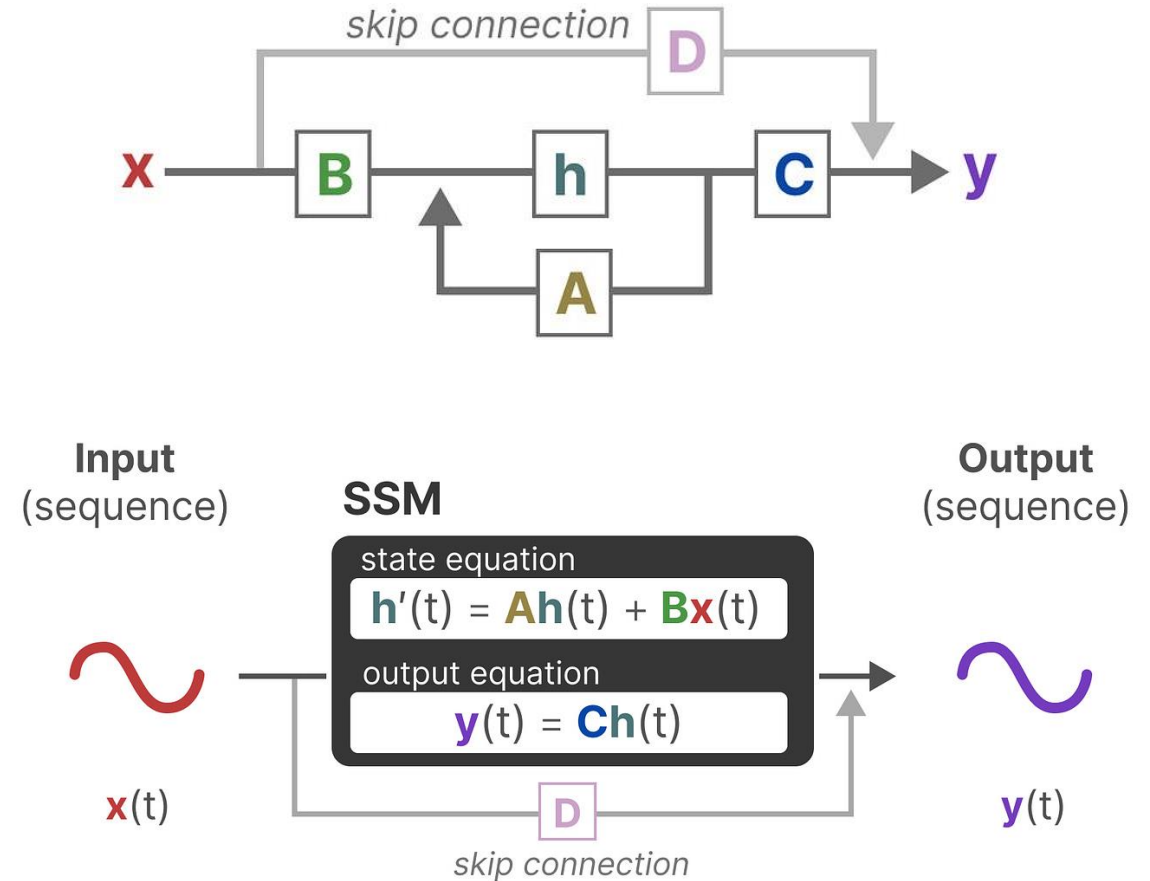 skip connection
D
x
B
h
C
y
A
Input
(sequence)
Output
(sequence)
SSM
state equation
h′(t) = Ah(t) + Bx(t)
output equation
y(t) = Ch(t)
x(t)
D
y(t)
skip connection